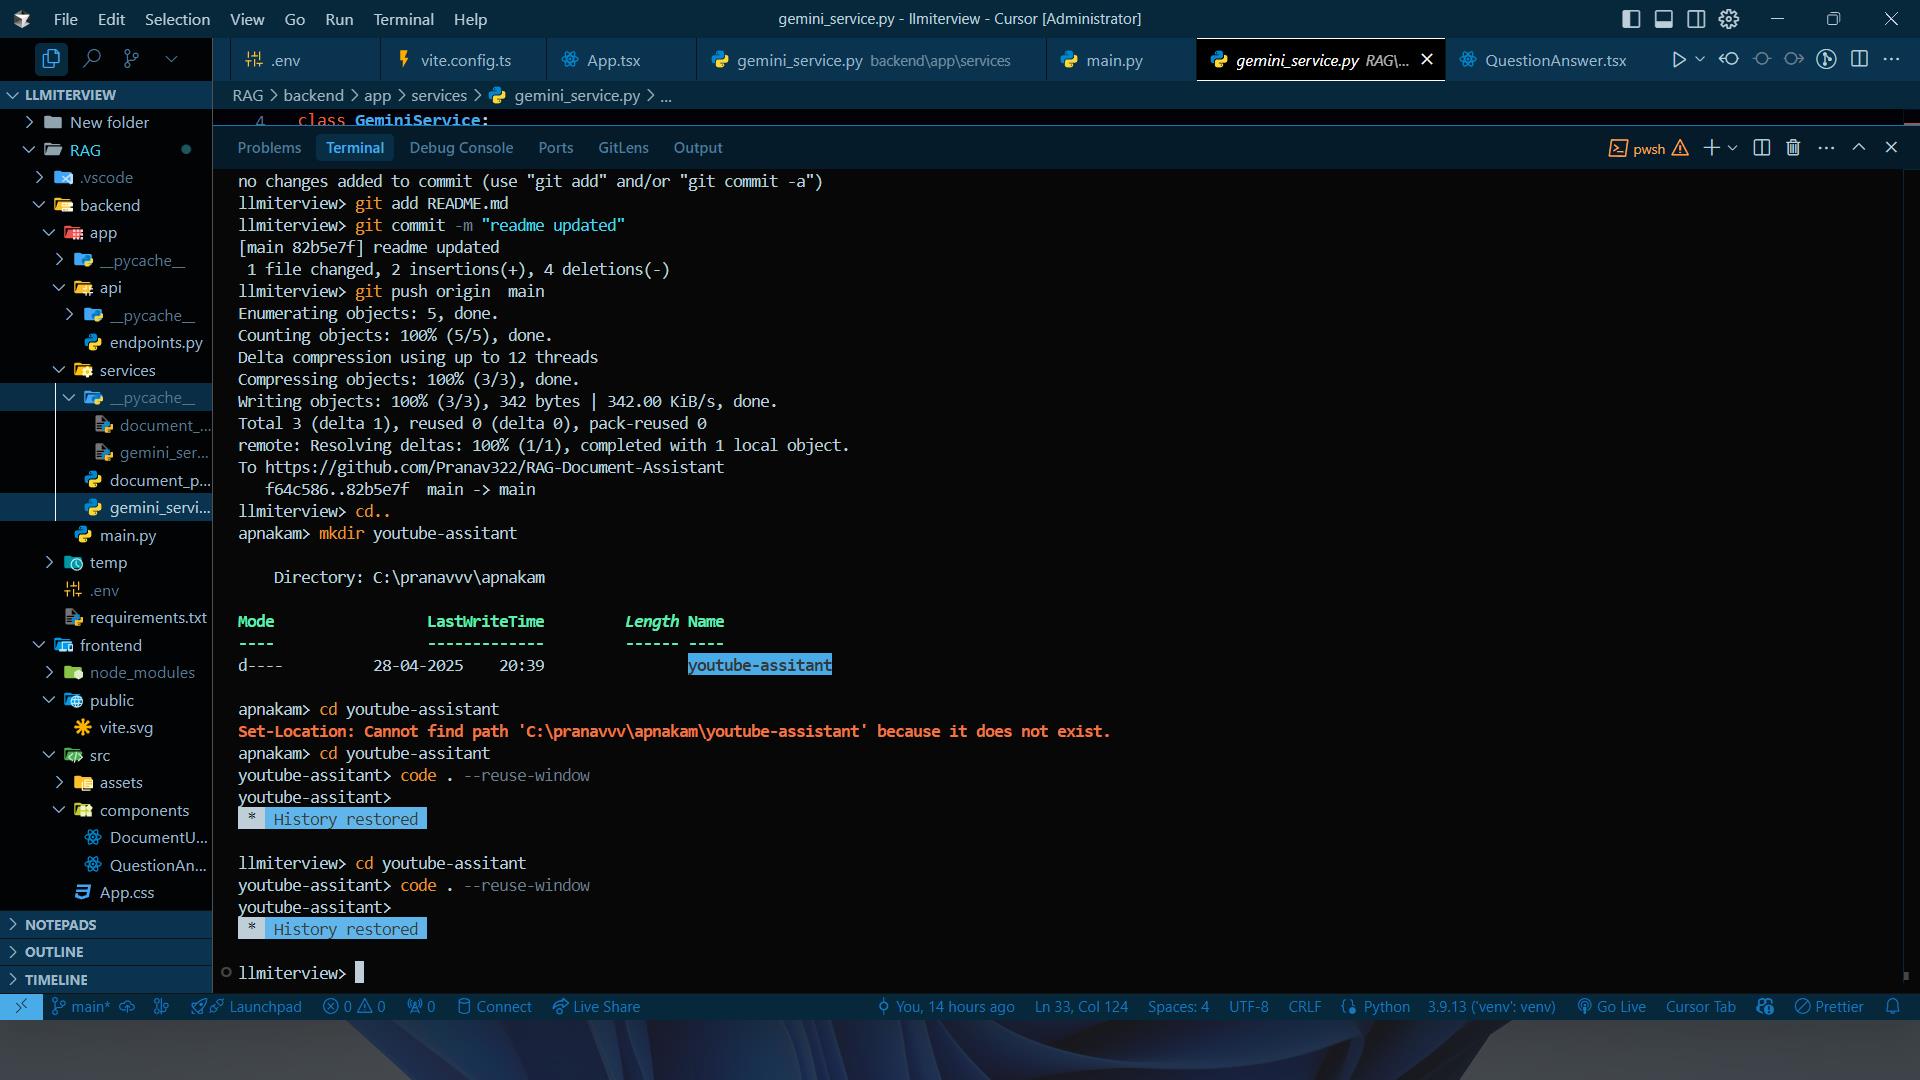 File Edit Selection View Go Run Terminal Help
gemini_service.py - llmiterview - Cursor [Administrator]
.env
vite.config.ts
App.tsx
gemini_service.py backend\app\services
main.py
gemini_service.py RAG\...
QuestionAnswer.tsx
LLMITERVIEW
New folder
RAG
.vscode
backend
app
__pycache__
api
__pycache__
endpoints.py
services
__pycache__
document_...
gemini_ser...
document_p...
gemini_servi...
main.py
temp
.env
requirements.txt
frontend
node_modules
public
vite.svg
src
assets
components
DocumentU...
QuestionAn...
App.css
NOTEPADS
OUTLINE
TIMELINE
RAG > backend > app > services > gemini_service.py > ...
4 class GeminiService:
Problems Terminal Debug Console Ports GitLens Output
pwsh
no changes added to commit (use "git add" and/or "git commit -a")
llmiterview> git add README.md
llmiterview> git commit -m "readme updated"
[main 82b5e7f] readme updated
1 file changed, 2 insertions(+), 4 deletions(-)
llmiterview> git push origin  main
Enumerating objects: 5, done.
Counting objects: 100% (5/5), done.
Delta compression using up to 12 threads
Compressing objects: 100% (3/3), done.
Writing objects: 100% (3/3), 342 bytes | 342.00 KiB/s, done.
Total 3 (delta 1), reused 0 (delta 0), pack-reused 0
remote: Resolving deltas: 100% (1/1), completed with 1 local object.
To https://github.com/Pranav322/RAG-Document-Assistant
f64c586..82b5e7f  main -> main
llmiterview> cd..
apnakam> mkdir youtube-assitant
Directory: C:\pranavvv\apnakam
Mode LastWriteTime Length Name
---- ------------- ------ ----
d---- 28-04-2025 20:39 youtube-assitant
apnakam> cd youtube-assistant
Set-Location: Cannot find path 'C:\pranavvv\apnakam\youtube-assistant' because it does not exist.
apnakam> cd youtube-assitant
youtube-assitant> code . --reuse-window
youtube-assitant>
* History restored
llmiterview> cd youtube-assitant
youtube-assitant> code . --reuse-window
youtube-assitant>
* History restored
llmiterview>
main* Launchpad 0 0 0 Connect Live Share
You, 14 hours ago Ln 33, Col 124 Spaces: 4 UTF-8 CRLF Python 3.9.13 ('venv': venv) Go Live Cursor Tab Prettier